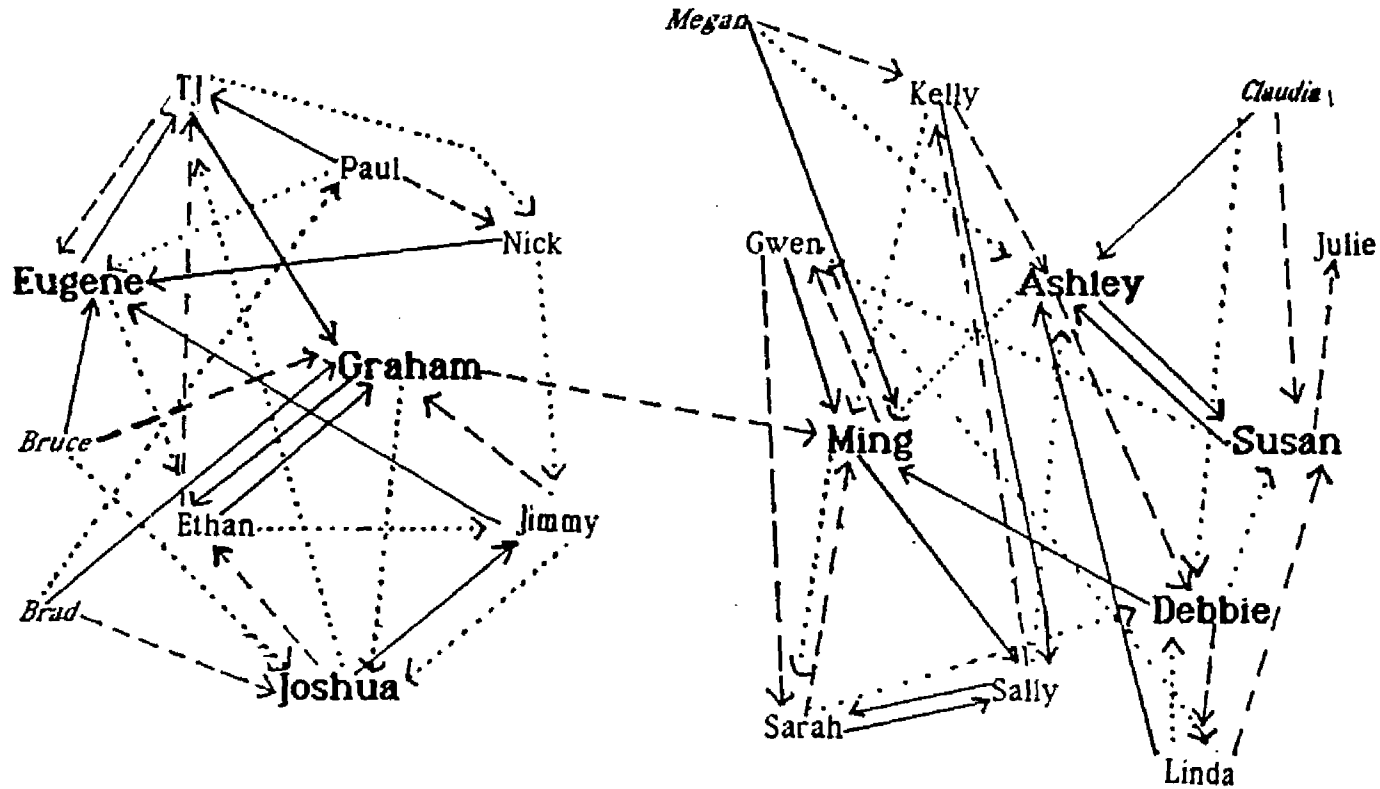 Megan
TJ
Kelly
Claudia
Paul
Nick
Gwen
Julie
Eugene
Ashley
Graham
Bruce
Ming
Susan
Ethan
Jimmy
Brad
Debbie
Joshua
Sally
Sarah
Linda